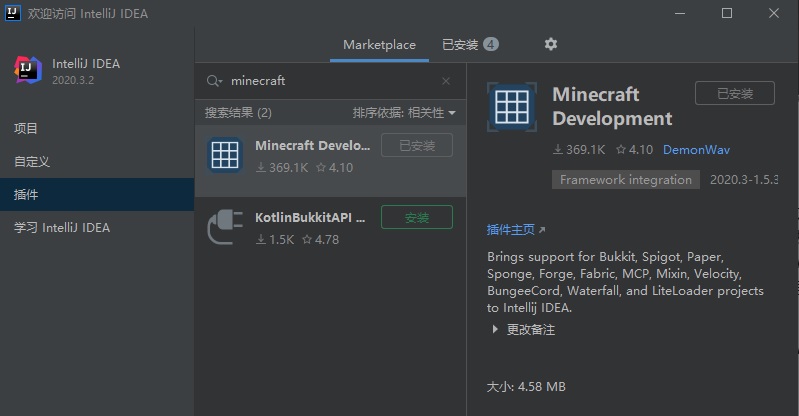 欢迎访问 IntelliJ IDEA
IntelliJ IDEA
2020.3.2
项目
自定义
插件
学习 IntelliJ IDEA
Marketplace
已安装 4
minecraft
搜索结果 (2)
排序依据: 相关性
Minecraft Develo...
已安装
369.1K 4.10
KotlinBukkitAPI ...
安装
1.5K 4.78
Minecraft
Development
已安装
369.1K 4.10 DemonWav
Framework integration 2020.3-1.5.3
插件主页
Brings support for Bukkit, Spigot, Paper,
Sponge, Forge, Fabric, MCP, Mixin, Velocity,
BungeeCord, Waterfall, and LiteLoader projects
to Intellij IDEA.
更改备注
大小: 4.58 MB